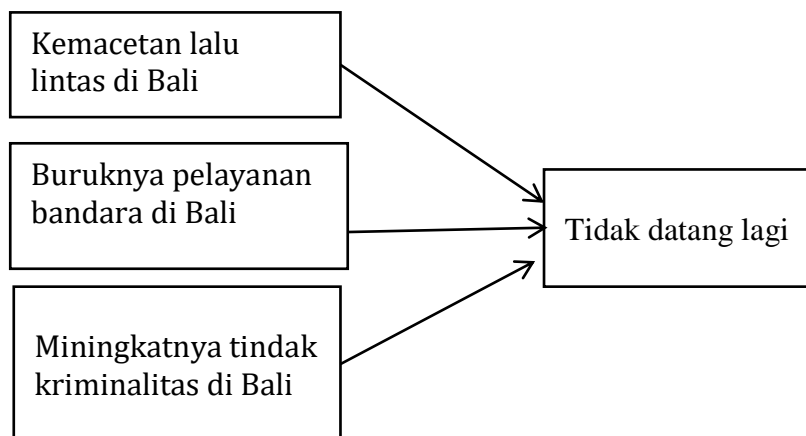 Kemacetan lalu
lintas di Bali
Buruknya pelayanan
bandara di Bali
Tidak datang lagi
Miningkatnya tindak
kriminalitas di Bali